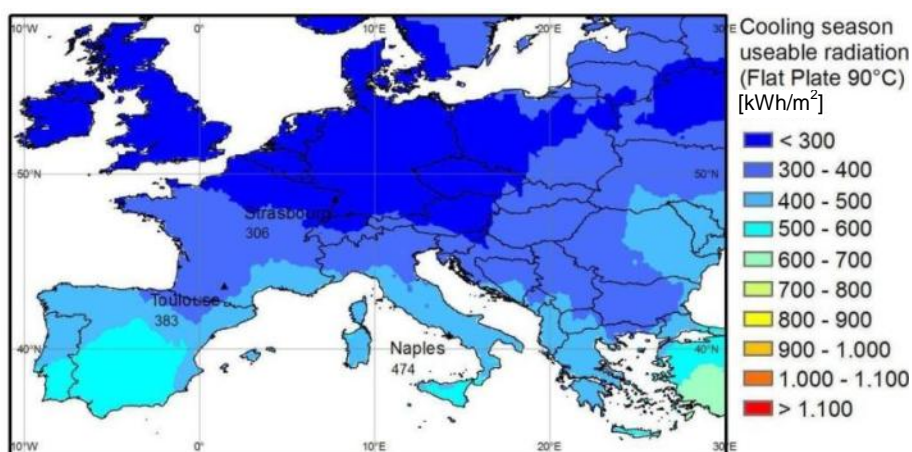 10°W
0°
10°E
20°E
30°E
Cooling season
useable radiation
(Flat Plate 90°C)
[kWh/m²]
< 300
300 - 400
400 - 500
500 - 600
600 - 700
700 - 800
800 - 900
900 - 1.000
1.000 - 1.100
> 1.100
50°N
50°N
Strasbourg
306
Toulouse
383
Naples
474
40°N
40°N
10°W
0°
10°E
20°E
30°E